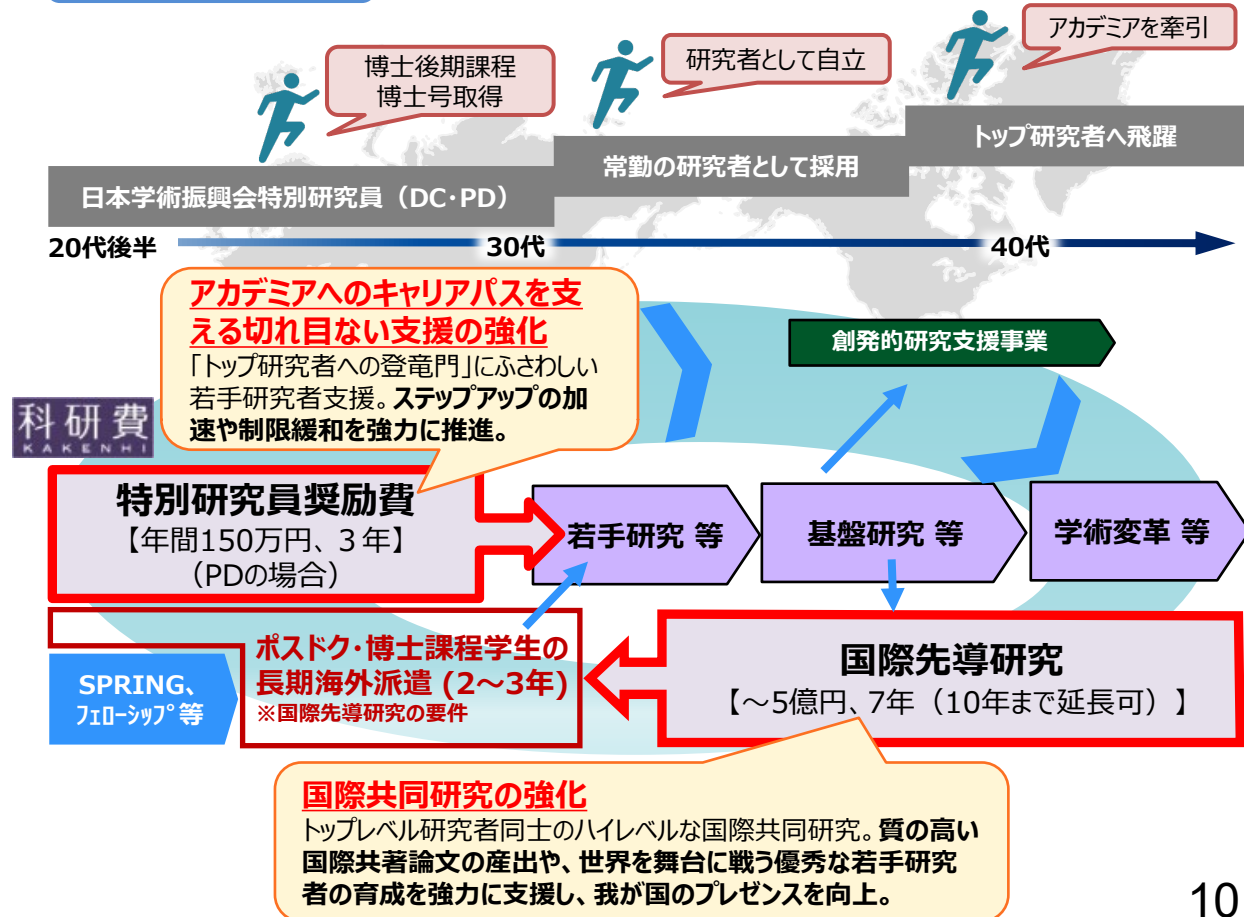 博士後期課程
博士号取得
研究者として自立
アカデミアを牽引
日本学術振興会特別研究員（DC・PD）
常勤の研究者として採用
トップ研究者へ飛躍
20代後半
30代
40代
アカデミアへのキャリアパスを支
える切れ目ない支援の強化
「トップ研究者への登竜門」にふさわしい
若手研究者支援。ステップアップの加
速や制限緩和を強力に推進。
創発的研究支援事業
科研費
KAKENHI
特別研究員奨励費
【年間150万円、３年】
（PDの場合）
若手研究 等
基盤研究 等
学術変革 等
SPRING、
ﾌｪﾛｰｼｯﾌﾟ等
ポスドク・博士課程学生の
長期海外派遣 (2～3年)
※国際先導研究の要件
国際先導研究
【～5億円、7年（10年まで延長可）】
国際共同研究の強化
トップレベル研究者同士のハイレベルな国際共同研究。質の高い
国際共著論文の産出や、世界を舞台に戦う優秀な若手研究
者の育成を強力に支援し、我が国のプレゼンスを向上。
10